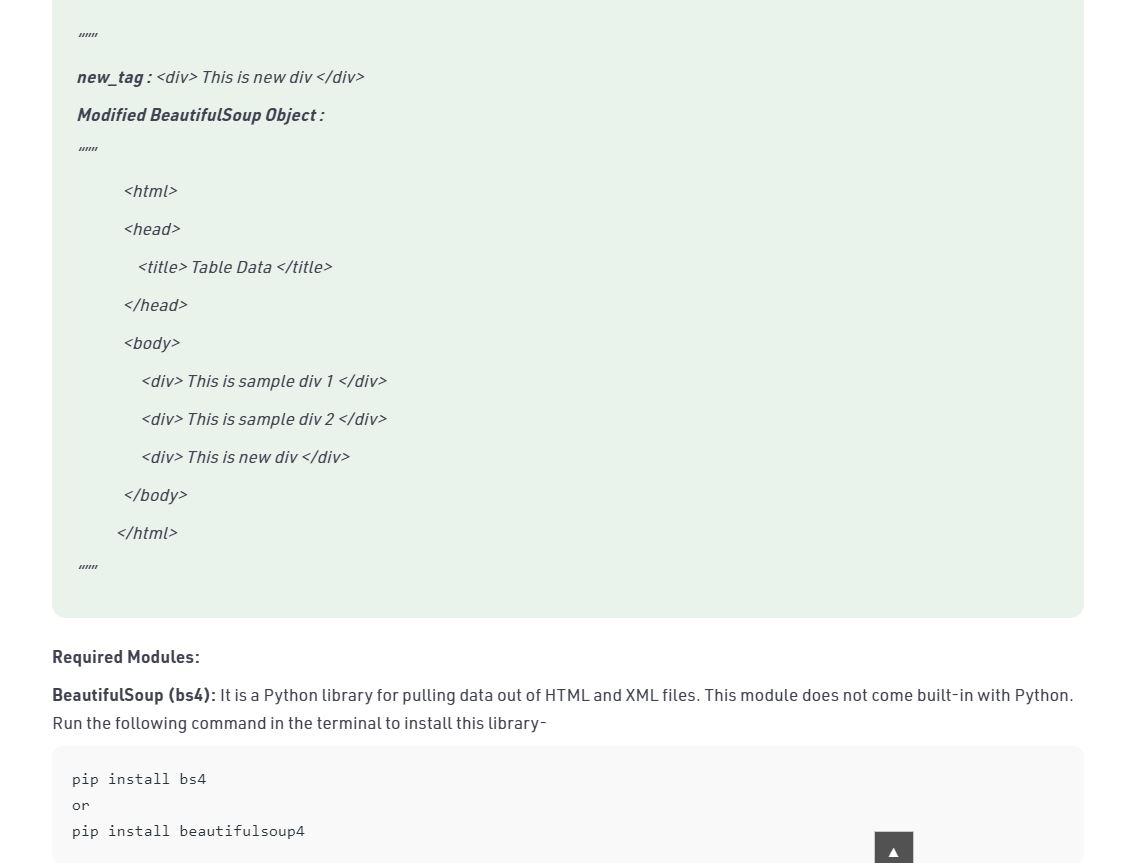 “””
new_tag : <div> This is new div </div>
Modified BeautifulSoup Object :
“””
<html>
<head>
<title> Table Data </title>
</head>
<body>
<div> This is sample div 1 </div>
<div> This is sample div 2 </div>
<div> This is new div </div>
</body>
</html>
“””
Required Modules:
BeautifulSoup (bs4): It is a Python library for pulling data out of HTML and XML files. This module does not come built-in with Python.
Run the following command in the terminal to install this library-
pip install bs4
or
pip install beautifulsoup4